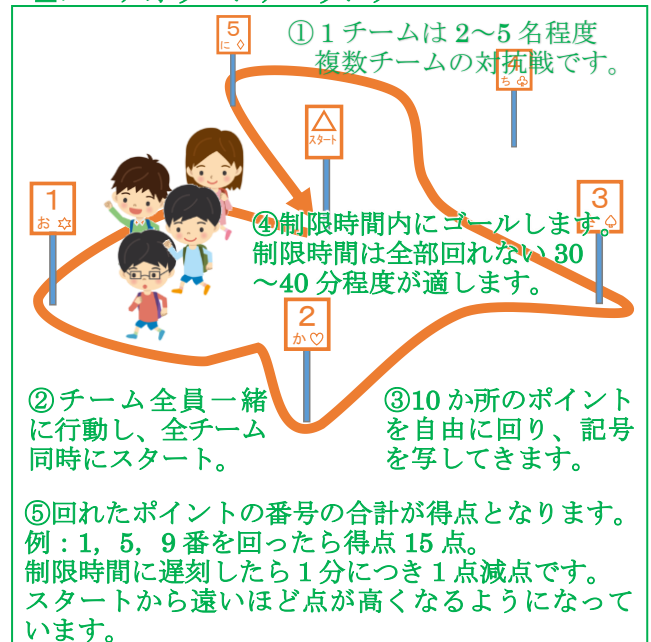 ①1チームは2～5名程度
複数チームの対抗戦です。
5
に ♢
ち ♧
△
スタート
1
お ✩
3
♤
④制限時間内にゴールします。
制限時間は全部回れない 30
～40 分程度が適します。
2
か ♡
②チーム全員一緒
に行動し、全チーム
同時にスタート。
③10 か所のポイント
を自由に回り、記号
を写してきます。
⑤回れたポイントの番号の合計が得点となります。
例：1，5，9 番を回ったら得点 15 点。
制限時間に遅刻したら１分につき１点減点です。
スタートから遠いほど点が高くなるようになって
います。